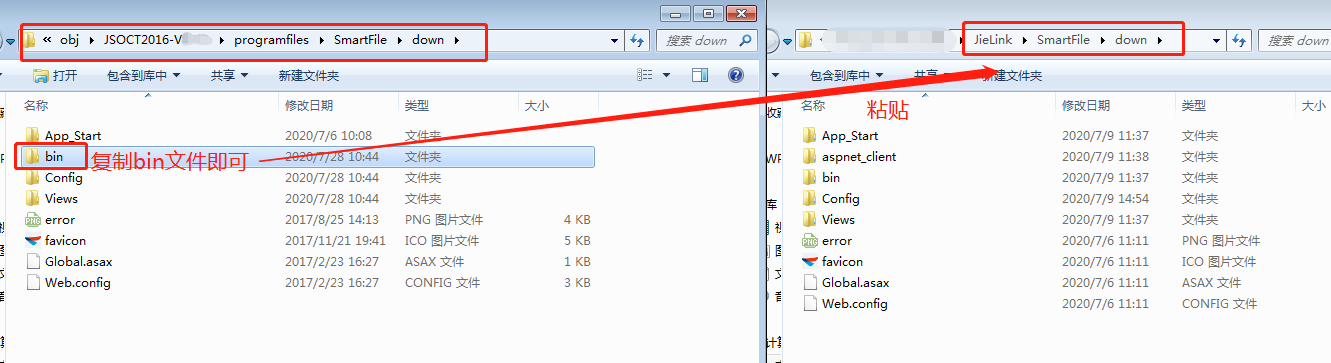 « obj JSOCT2016-V programfiles SmartFile down
搜索 down
打开 包含到库中 共享 新建文件夹
名称 修改日期 类型 大小
App_Start 2020/7/6 10:08 文件夹
bin 2020/7/28 10:44 文件夹
复制bin文件即可
Config 2020/7/28 10:44 文件夹
Views 2020/7/28 10:44 文件夹
error 2017/8/25 14:13 PNG 图片文件 4 KB
favicon 2017/11/21 19:41 ICO 图片文件 5 KB
Global.asax 2017/2/23 16:27 ASAX 文件 1 KB
Web.config 2017/2/23 16:27 CONFIG 文件 3 KB
JieLink SmartFile down
搜索 down
包含到库中 共享 新建文件夹
粘贴
名称 修改日期 类型 大小
App_Start 2020/7/9 11:37 文件夹
aspnet_client 2020/7/9 11:38 文件夹
bin 2020/7/9 11:37 文件夹
Config 2020/7/9 14:54 文件夹
Views 2020/7/9 11:37 文件夹
error 2020/7/6 11:11 PNG 图片文件
favicon 2020/7/6 11:11 ICO 图片文件
Global.asax 2020/7/6 11:11 ASAX 文件
Web.config 2020/7/6 11:11 CONFIG 文件